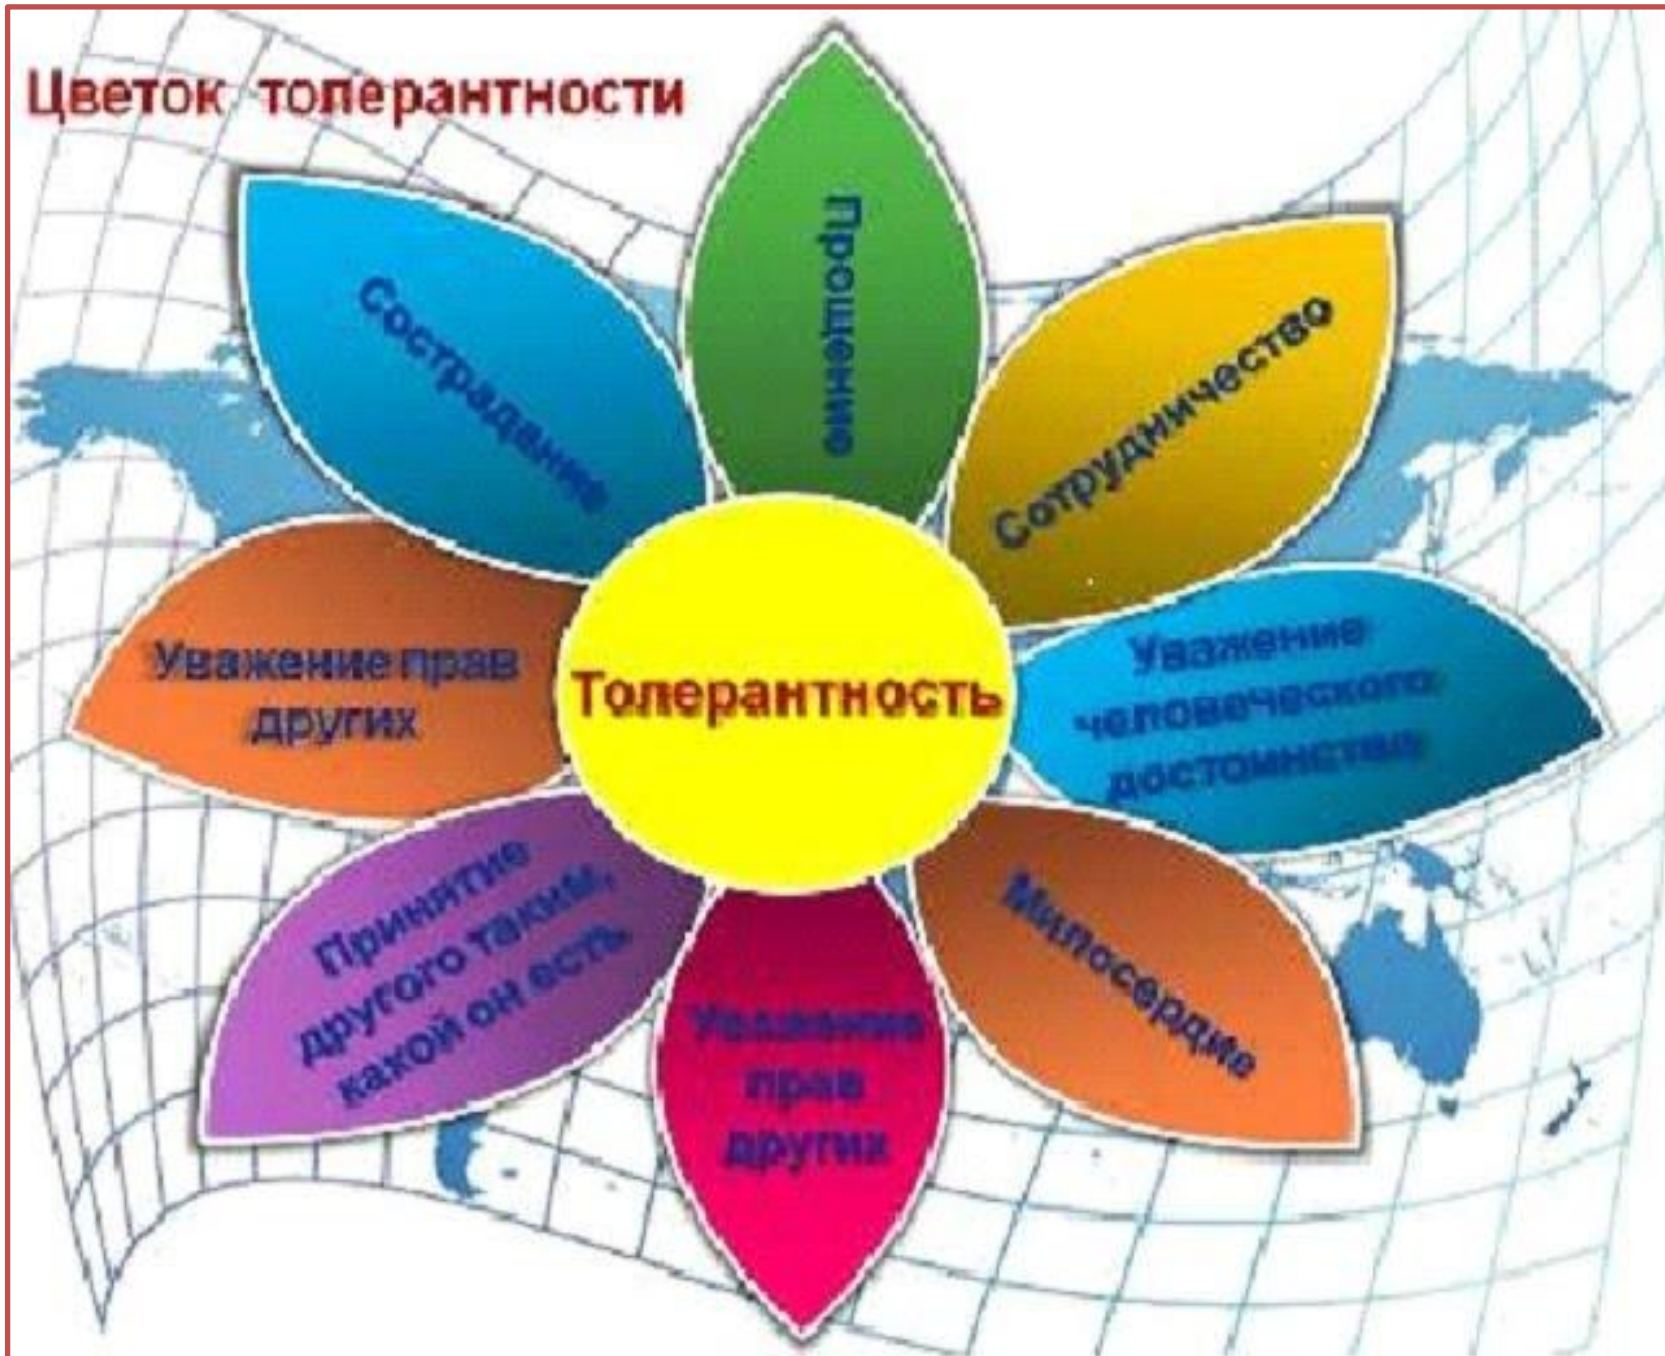 Цветок толерантности
Прощение
Сотрудничество
Уважение
человеческого
достоинства
Милосердие
Уважение
прав
других
Принятие
другого таким,
какой он есть
Уважение прав
других
Сострадание
Толерантность